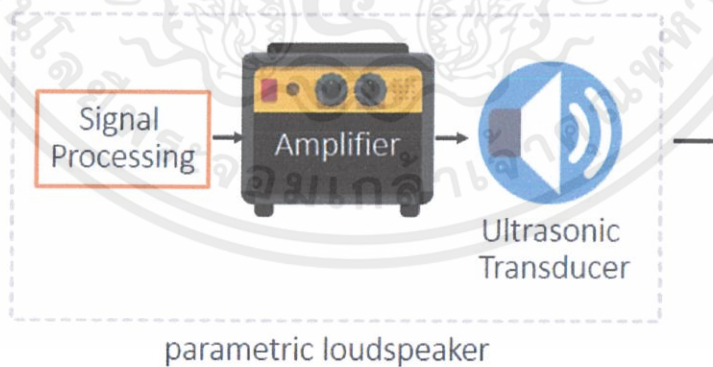 Signal
Processing
Amplifier
Ultrasonic
Transducer
parametric loudspeaker